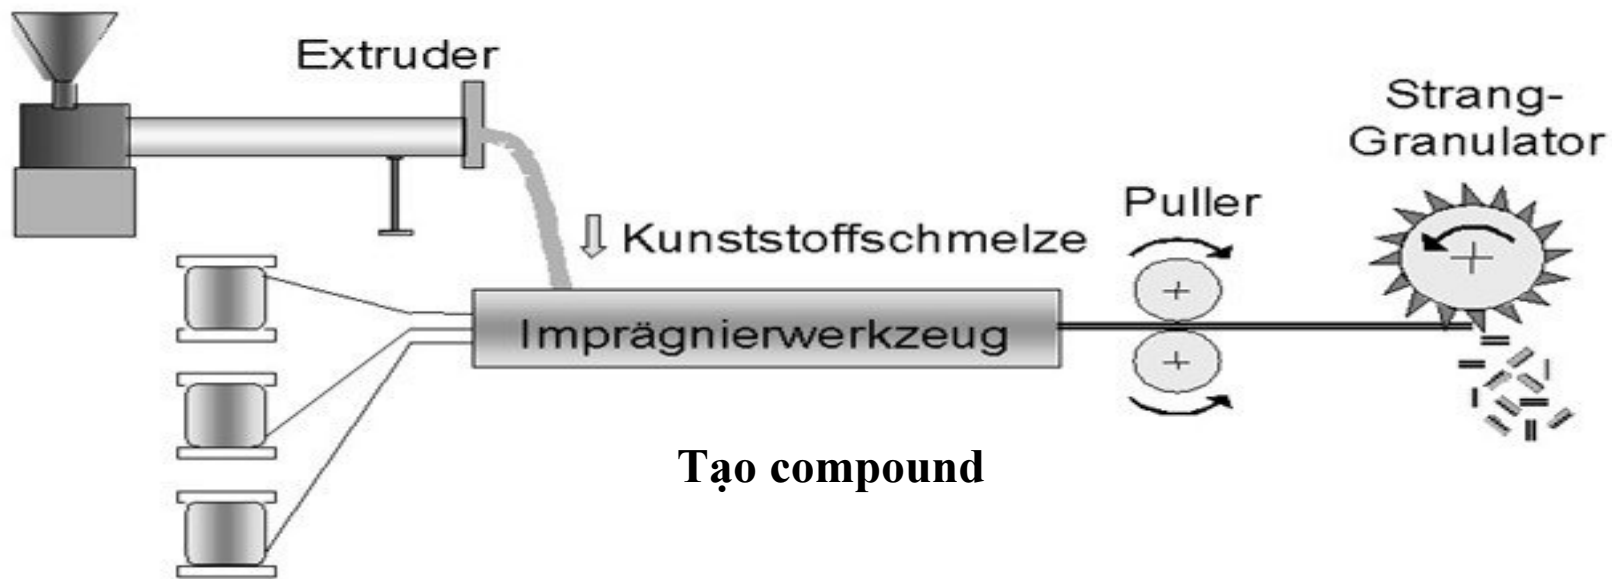 Extruder
Strang-
Granulator
Puller
Kunststoffschmelze
Imprägnierwerkzeug
Tạo compound